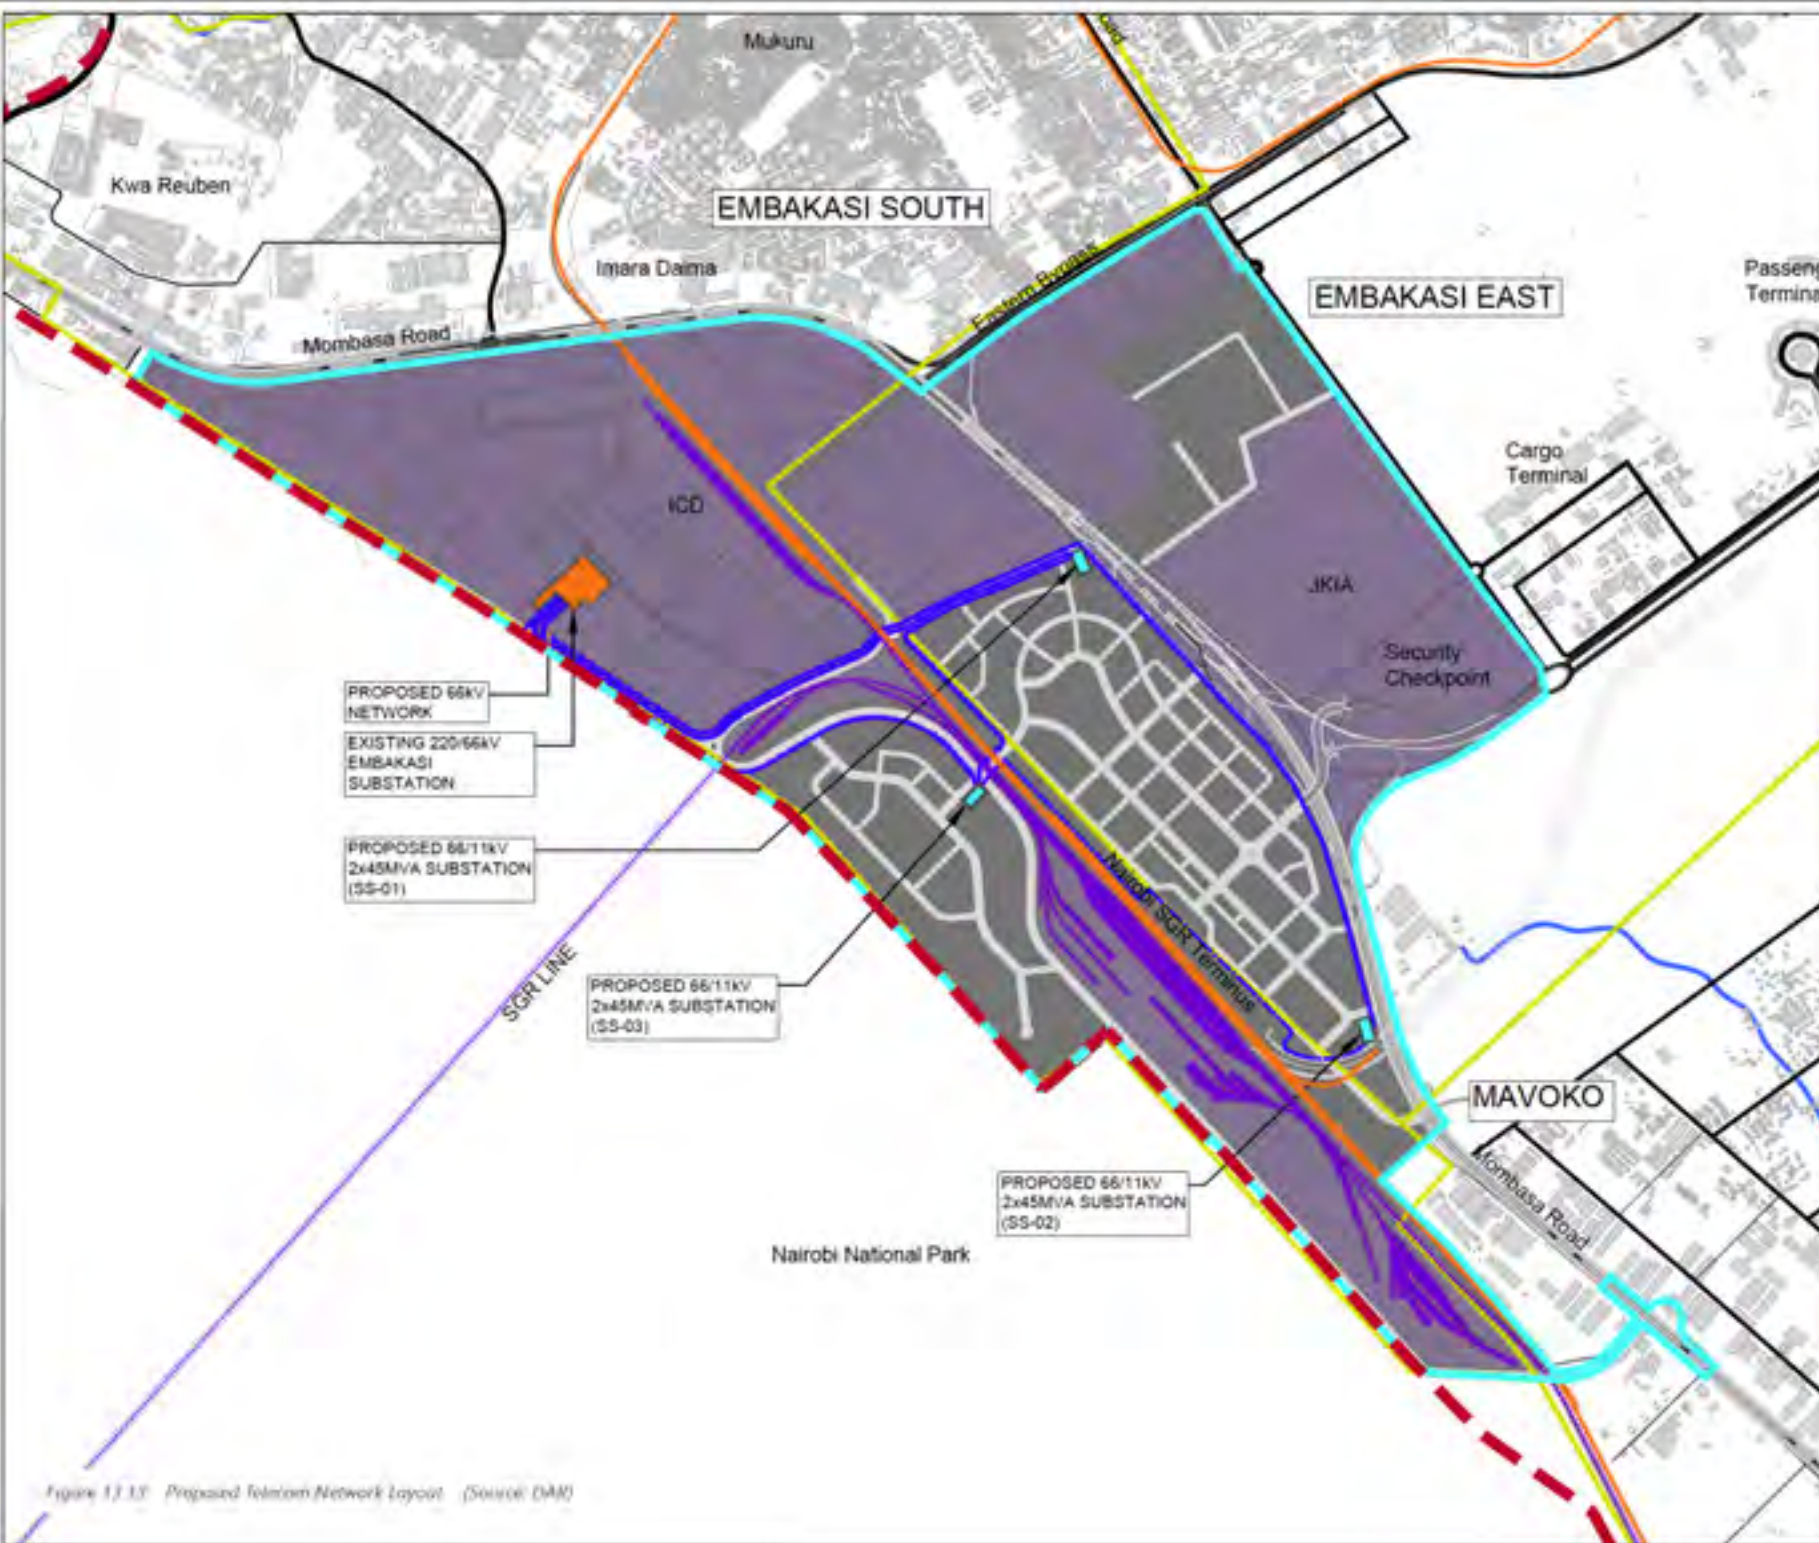 Mukuru
Kwa Reuben
EMBAKASI SOUTH
Imara Daima
Eastern Bypass
EMBAKASI EAST
Passeng
Termina
Mombasa Road
Cargo
Terminal
ICD
JKIA
Security
Checkpoint
PROPOSED 66kV
NETWORK
EXISTING 220/66kV
EMBAKASI
SUBSTATION
PROPOSED 66/11kV
2x45MVA SUBSTATION
(SS-01)
Nairobi SGR Terminus
SGR LINE
PROPOSED 66/11kV
2x45MVA SUBSTATION
(SS-03)
MAVOKO
Mombasa Road
PROPOSED 66/11kV
2x45MVA SUBSTATION
(SS-02)
Nairobi National Park
Proposed Telecom Network Layout (Source: DAR)